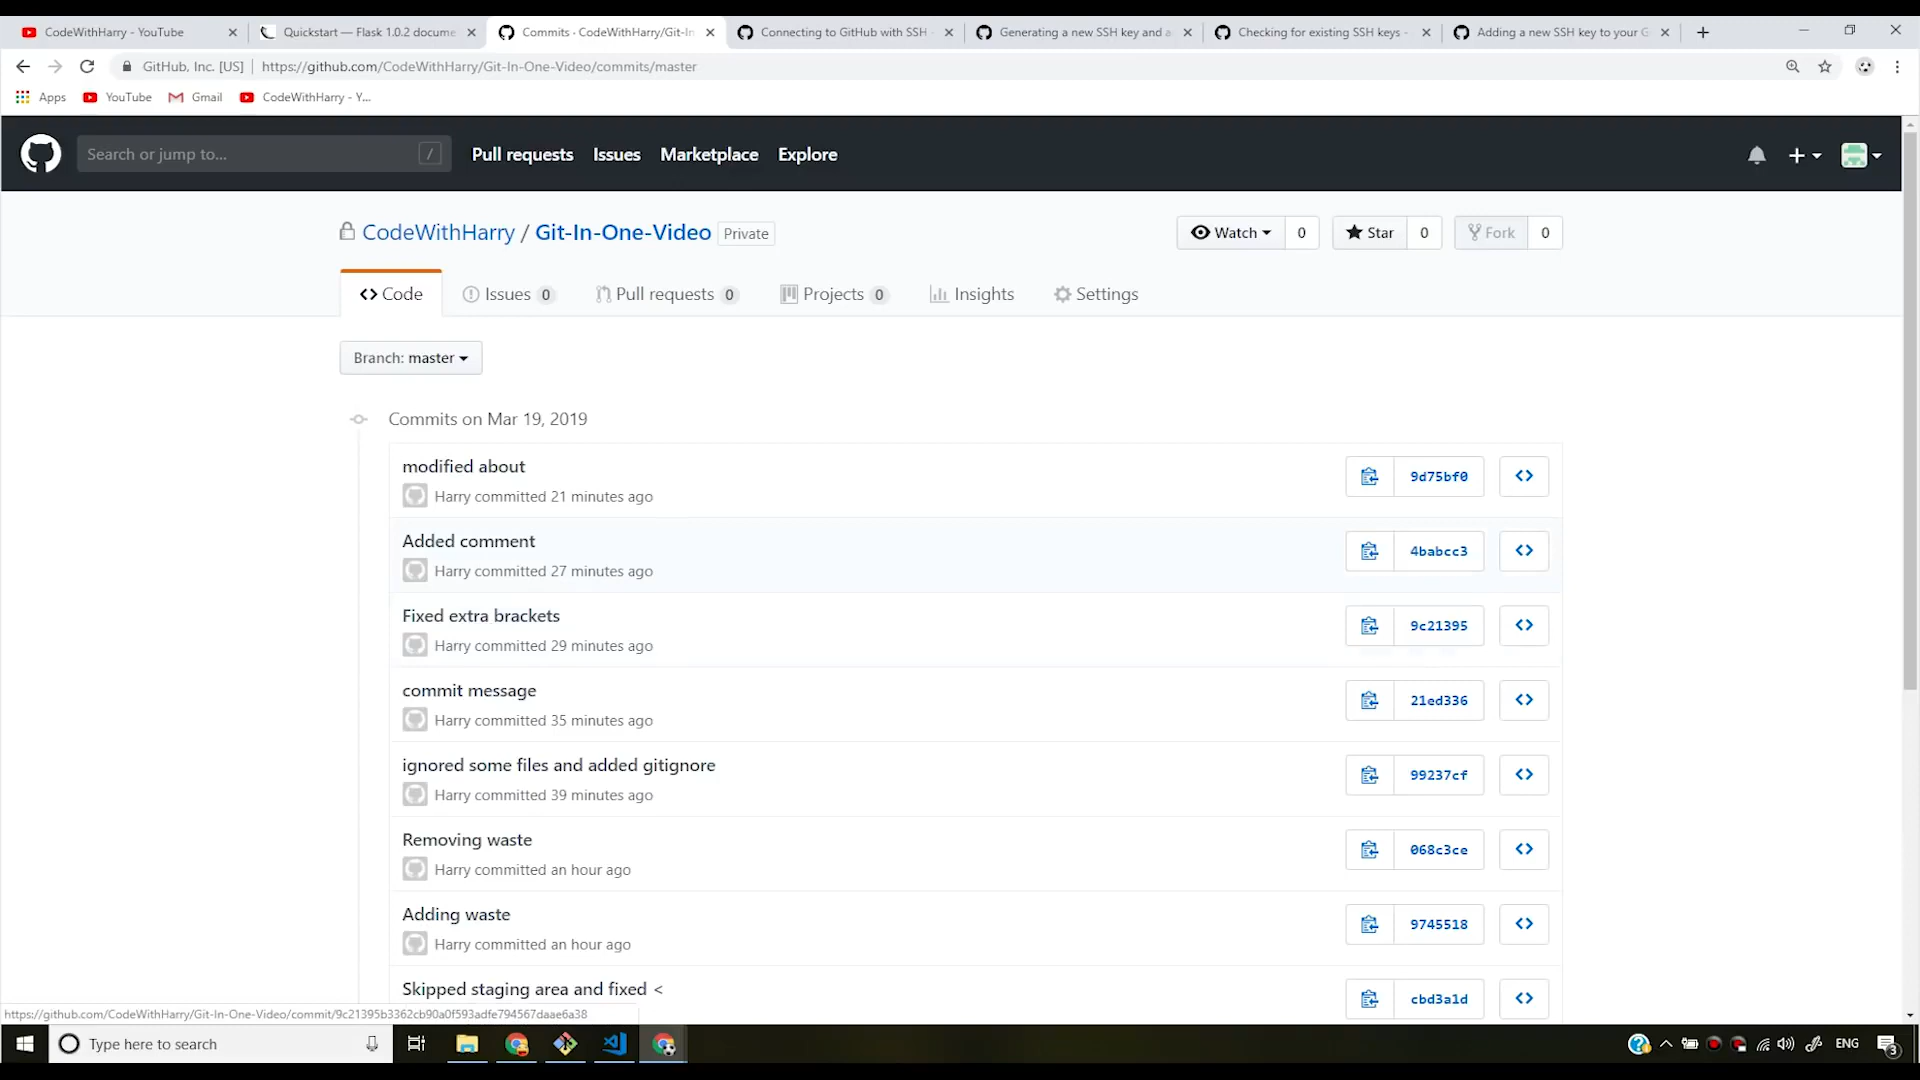 CodeWithHarry - YouTube
Quickstart — Flask 1.0.2 docume
Commits · CodeWithHarry/Git-In
Connecting to GitHub with SSH
Generating a new SSH key and a
Checking for existing SSH keys -
Adding a new SSH key to your G
GitHub, Inc. [US]
https://github.com/CodeWithHarry/Git-In-One-Video/commits/master
Apps
YouTube
Gmail
CodeWithHarry - Y...
Search or jump to... /
Pull requests
Issues
Marketplace
Explore
CodeWithHarry / Git-In-One-Video Private
Watch 0
Star 0
Fork 0
Code
Issues 0
Pull requests 0
Projects 0
Insights
Settings
Branch: master
Commits on Mar 19, 2019
modified about
Harry committed 21 minutes ago
9d75bf0
Added comment
Harry committed 27 minutes ago
4babcc3
Fixed extra brackets
Harry committed 29 minutes ago
9c21395
commit message
Harry committed 35 minutes ago
21ed336
ignored some files and added gitignore
Harry committed 39 minutes ago
99237cf
Removing waste
Harry committed an hour ago
068c3ce
Adding waste
Harry committed an hour ago
9745518
Skipped staging area and fixed <
cbd3a1d
https://github.com/CodeWithHarry/Git-In-One-Video/commit/9c21395b3362cb90a0f593adfe794567daae6a38
Type here to search
ENG
3